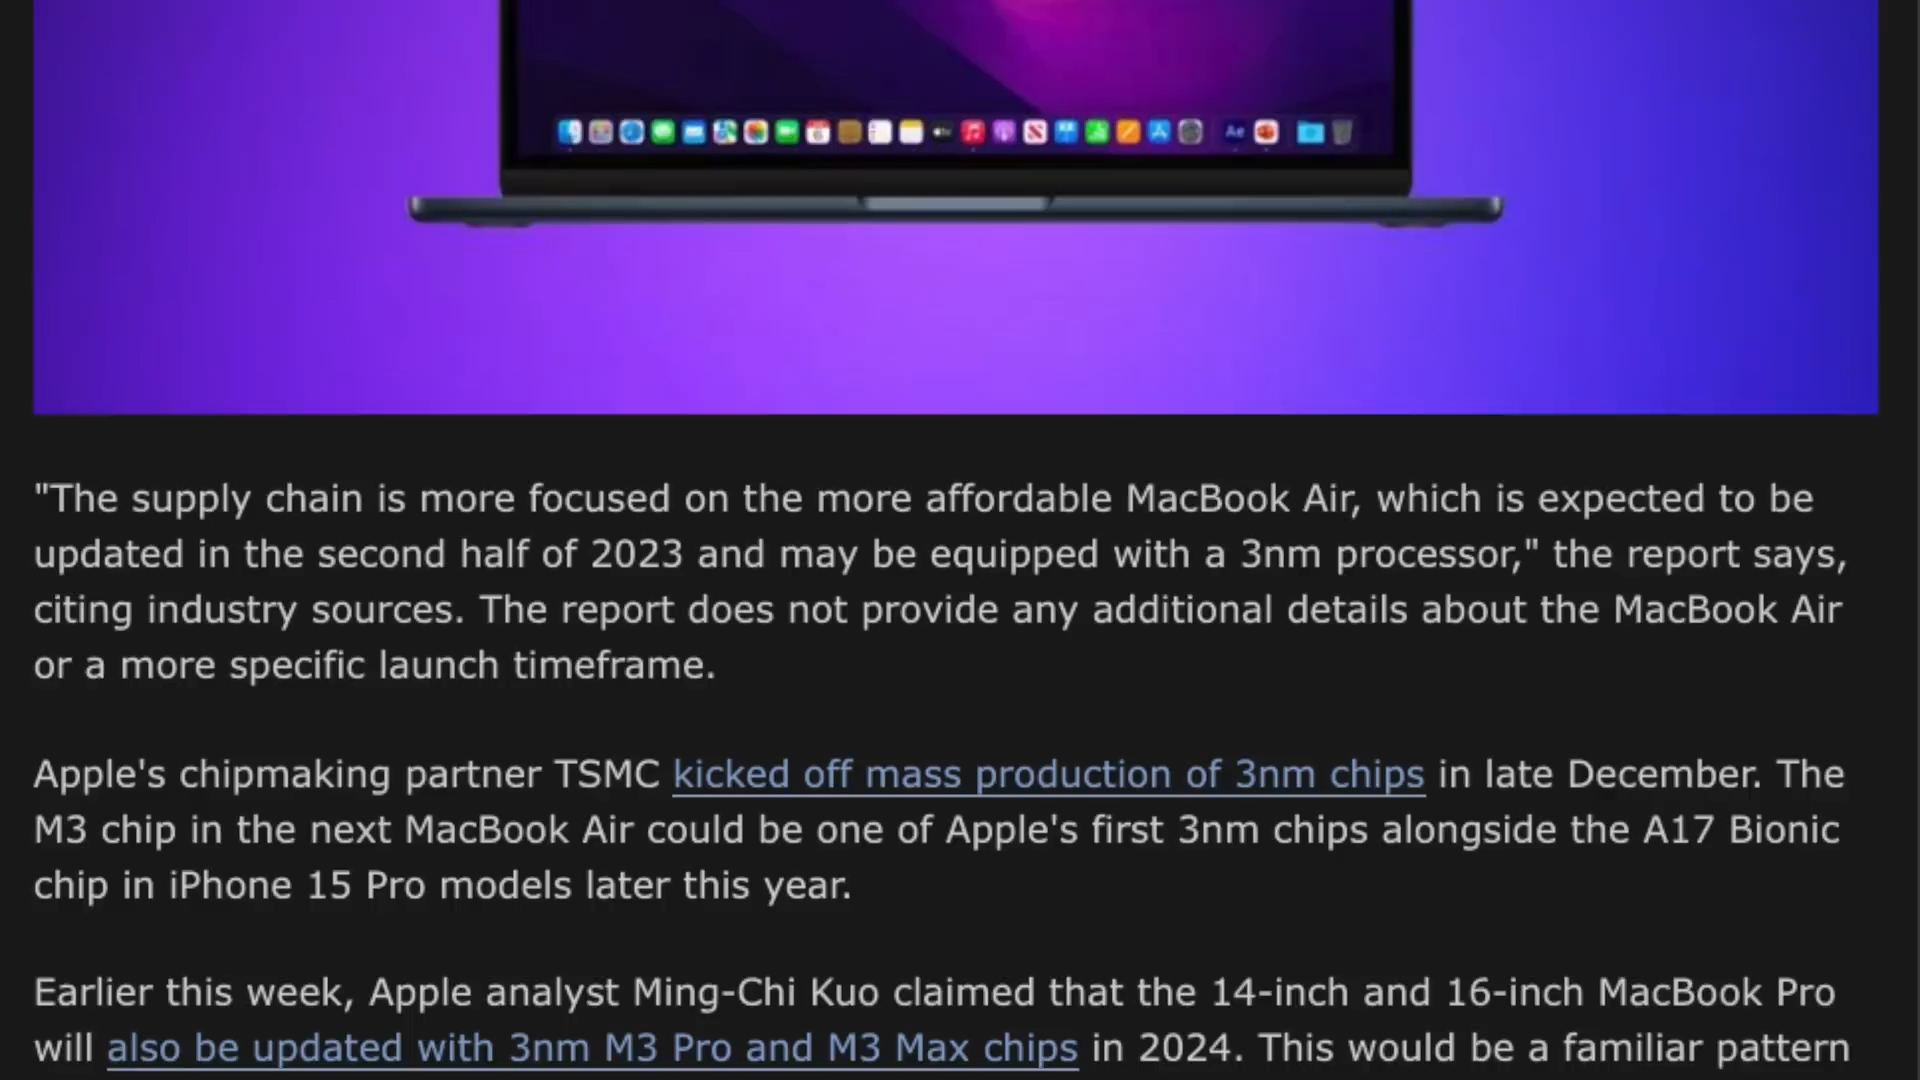 Ae
"The supply chain is more focused on the more affordable MacBook Air, which is expected to be
updated in the second half of 2023 and may be equipped with a 3nm processor," the report says,
citing industry sources. The report does not provide any additional details about the MacBook Air
or a more specific launch timeframe.
Apple's chipmaking partner TSMC kicked off mass production of 3nm chips in late December. The
M3 chip in the next MacBook Air could be one of Apple's first 3nm chips alongside the A17 Bionic
chip in iPhone 15 Pro models later this year.
Earlier this week, Apple analyst Ming-Chi Kuo claimed that the 14-inch and 16-inch MacBook Pro
will also be updated with 3nm M3 Pro and M3 Max chips in 2024. This would be a familiar pattern